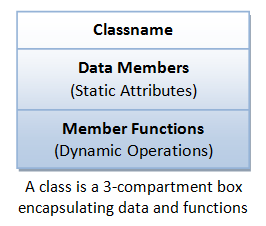 Classname
Data Members
(Static Attributes)
Member Functions
(Dynamic Operations)
A class is a 3-compartment box
encapsulating data and functions